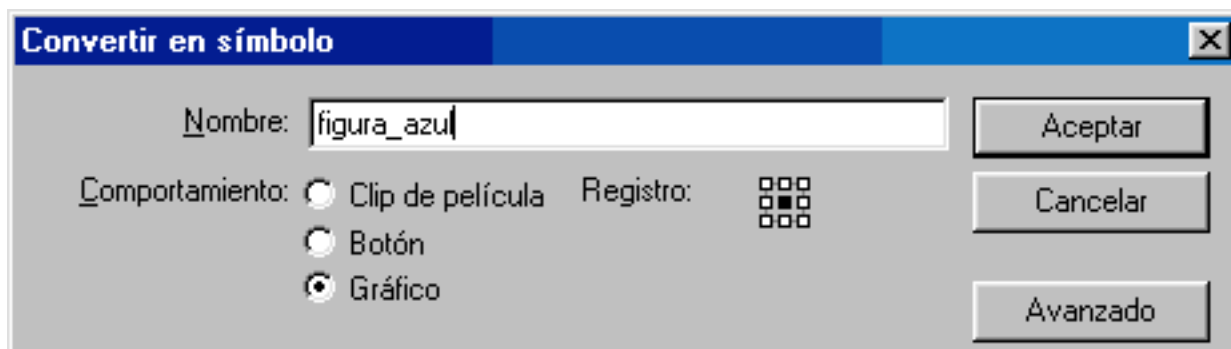 Convertir en símbolo
Nombre: figura_azul Aceptar
Comportamiento: Clip de película Registro: Cancelar
Botón
Gráfico
Avanzado